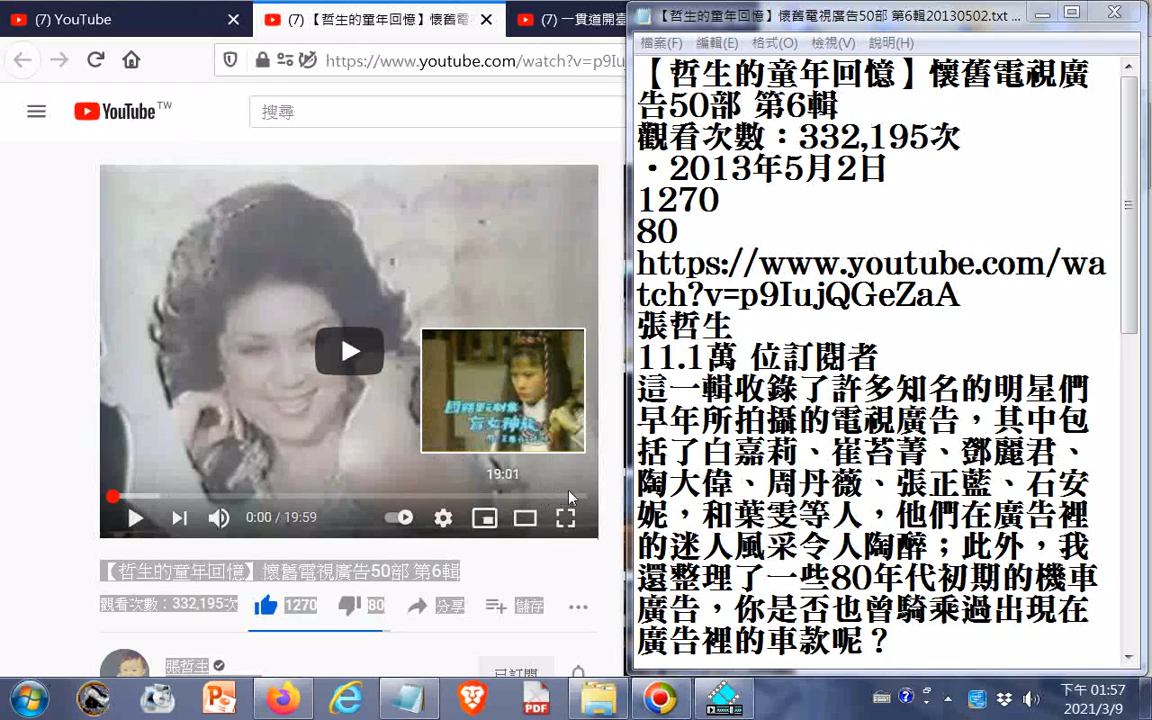 (7) YouTube
(7) 【哲生的童年回憶】懷舊電
(7) 一貫道開臺
【哲生的童年回憶】懷舊電視廣告50部 第6輯20130502.txt ...
檔案(F) 編輯(E) 格式(O) 檢視(V) 說明(H)
https://www.youtube.com/watch?v=p9Iu
YouTube TW
搜尋
19:01
0:00 / 19:59
【哲生的童年回憶】懷舊電視廣告50部 第6輯
觀看次數：332,195次
1270
80
分享
儲存
張哲生
已訂閱
【哲生的童年回憶】懷舊電視廣
告50部 第6輯
觀看次數：332,195次
・2013年5月2日
1270
80
https://www.youtube.com/wa
tch?v=p9IujQGeZaA
張哲生
11.1萬 位訂閱者
這一輯收錄了許多知名的明星們
早年所拍攝的電視廣告，其中包
括了白嘉莉、崔苔菁、鄧麗君、
陶大偉、周丹薇、張正藍、石安
妮，和葉雯等人，他們在廣告裡
的迷人風采令人陶醉；此外，我
還整理了一些80年代初期的機車
廣告，你是否也曾騎乘過出現在
廣告裡的車款呢？
PDF
下午 01:57
2021/3/9